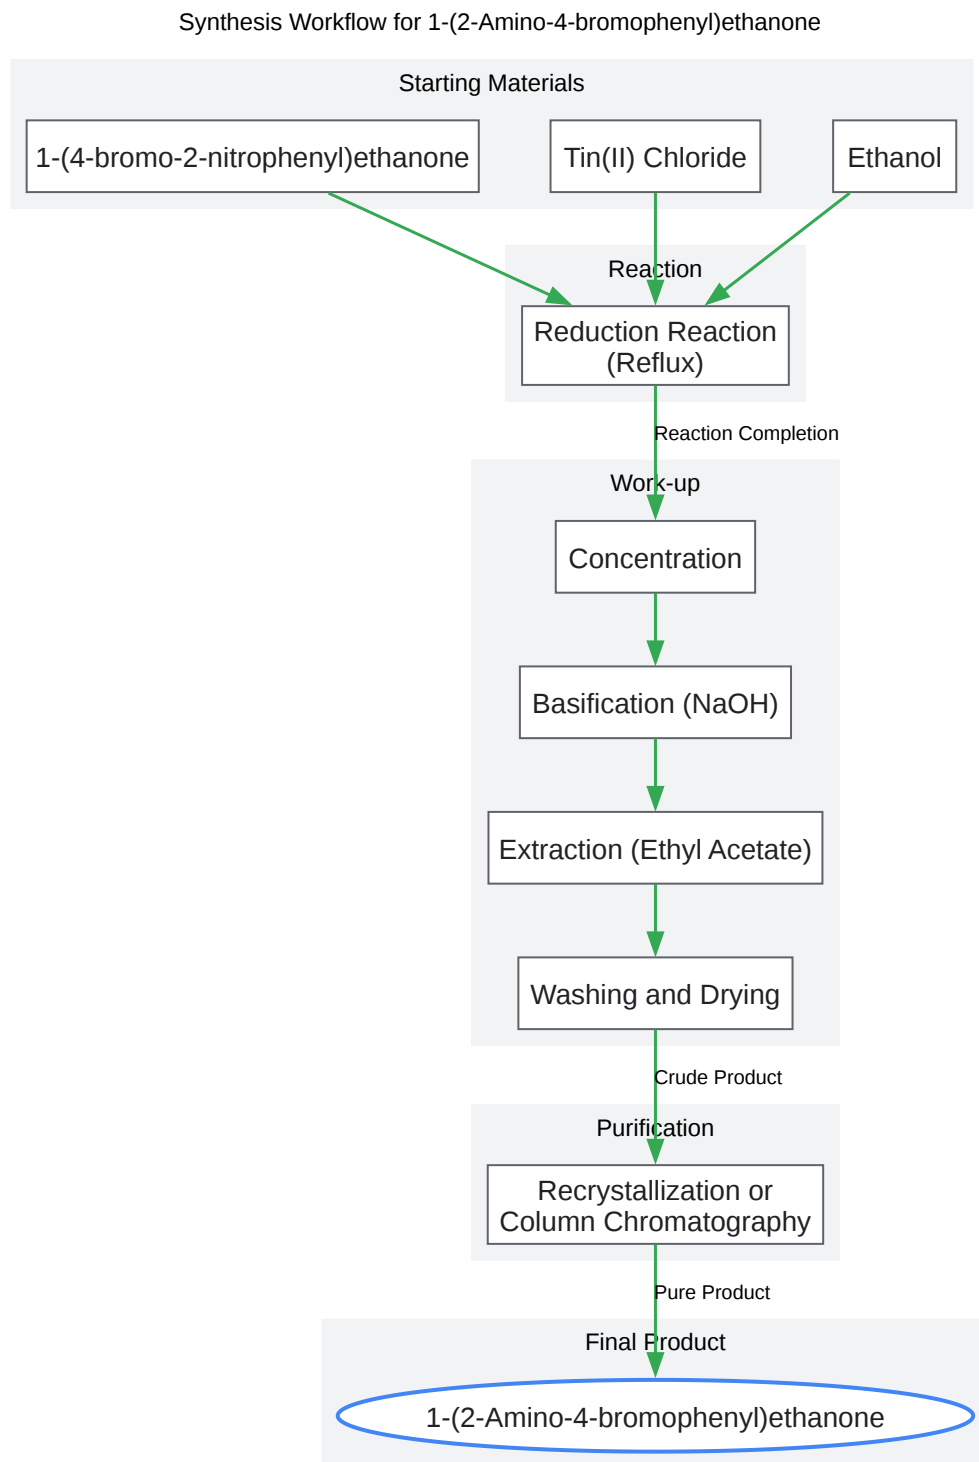 Synthesis Workflow for 1-(2-Amino-4-bromophenyl)ethanone
Starting Materials
1-(4-bromo-2-nitrophenyl)ethanone
Tin(II) Chloride
Ethanol
Reaction
Reduction Reaction
(Reflux)
Reaction Completion
Work-up
Concentration
Basification (NaOH)
Extraction (Ethyl Acetate)
Washing and Drying
Crude Product
Purification
Recrystallization or
Column Chromatography
Pure Product
Final Product
1-(2-Amino-4-bromophenyl)ethanone